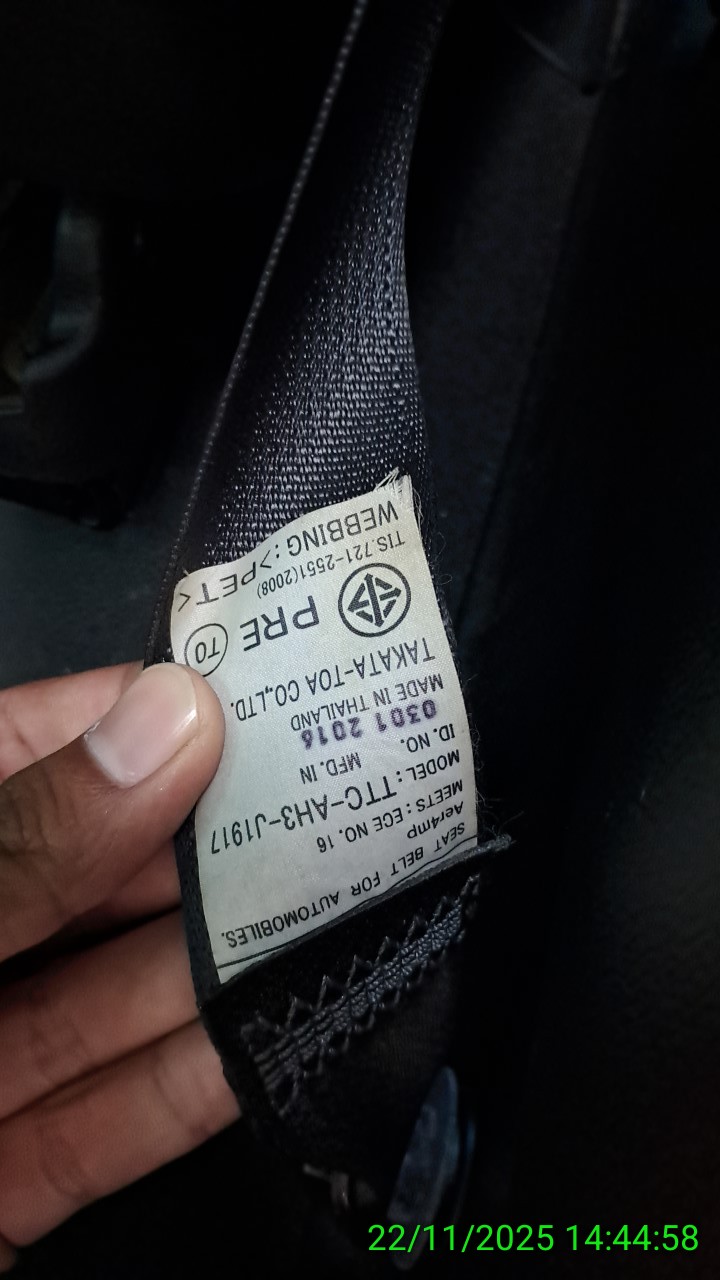 SEAT BELT FOR AUTOMOBILES.
Aer4mp
MEETS : ECE NO. 16
MODEL : TTC-AH3-J1917
ID. NO. MFD. IN
0301 2016
MADE IN THAILAND
TAKATA-TOA CO.,LTD.
PRE TO
TIS.721-2551(2008)
WEBBING : >PET<
22/11/2025 14:44:58